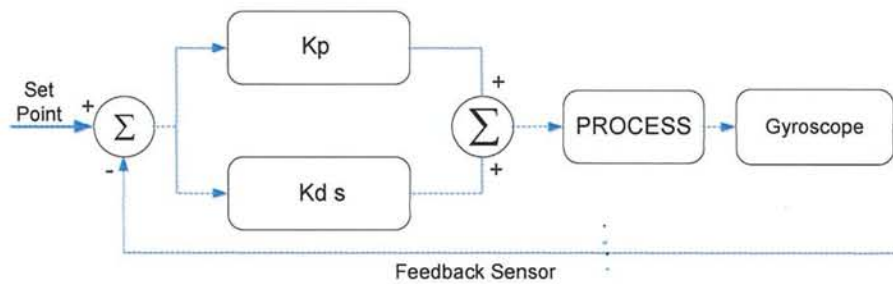 Kp
Set
Point
+
Σ
-
+
Σ
+
PROCESS
Gyroscope
Kd s
Feedback Sensor